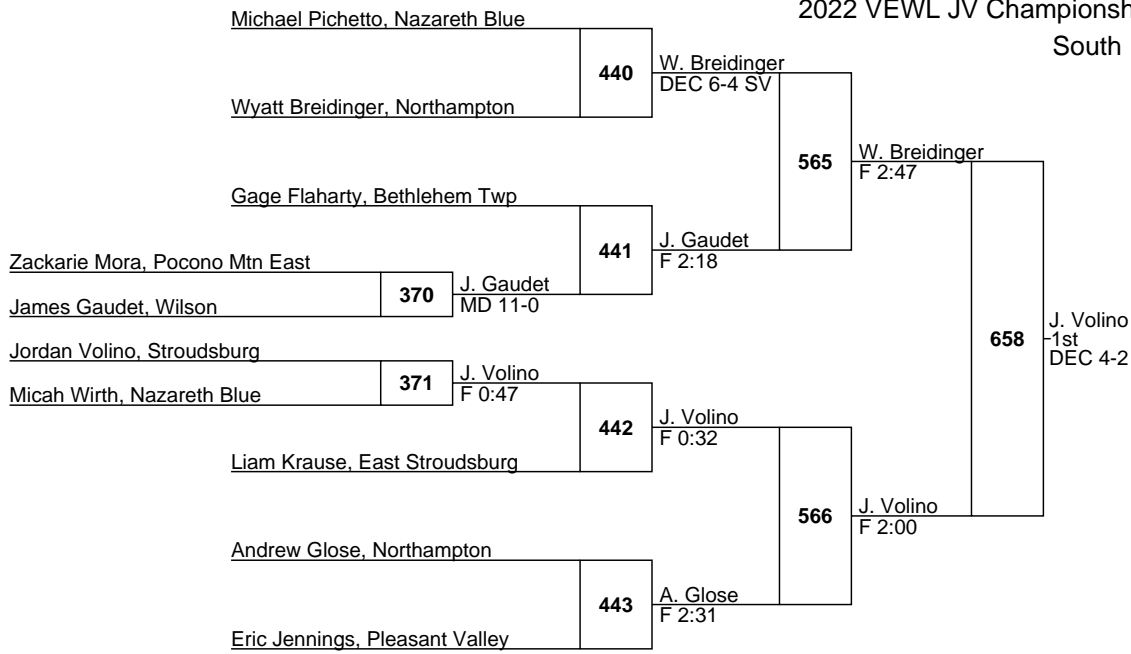 2022 VEWL JV Championsh
South
Michael Pichetto, Nazareth Blue
440
W. Breidinger
DEC 6-4 SV
Wyatt Breidinger, Northampton
565
W. Breidinger
F 2:47
Gage Flaharty, Bethlehem Twp
441
J. Gaudet
F 2:18
Zackarie Mora, Pocono Mtn East
370
J. Gaudet
MD 11-0
James Gaudet, Wilson
658
J. Volino
1st
DEC 4-2
Jordan Volino, Stroudsburg
371
J. Volino
F 0:47
Micah Wirth, Nazareth Blue
442
J. Volino
F 0:32
Liam Krause, East Stroudsburg
566
J. Volino
F 2:00
Andrew Glose, Northampton
443
A. Glose
F 2:31
Eric Jennings, Pleasant Valley